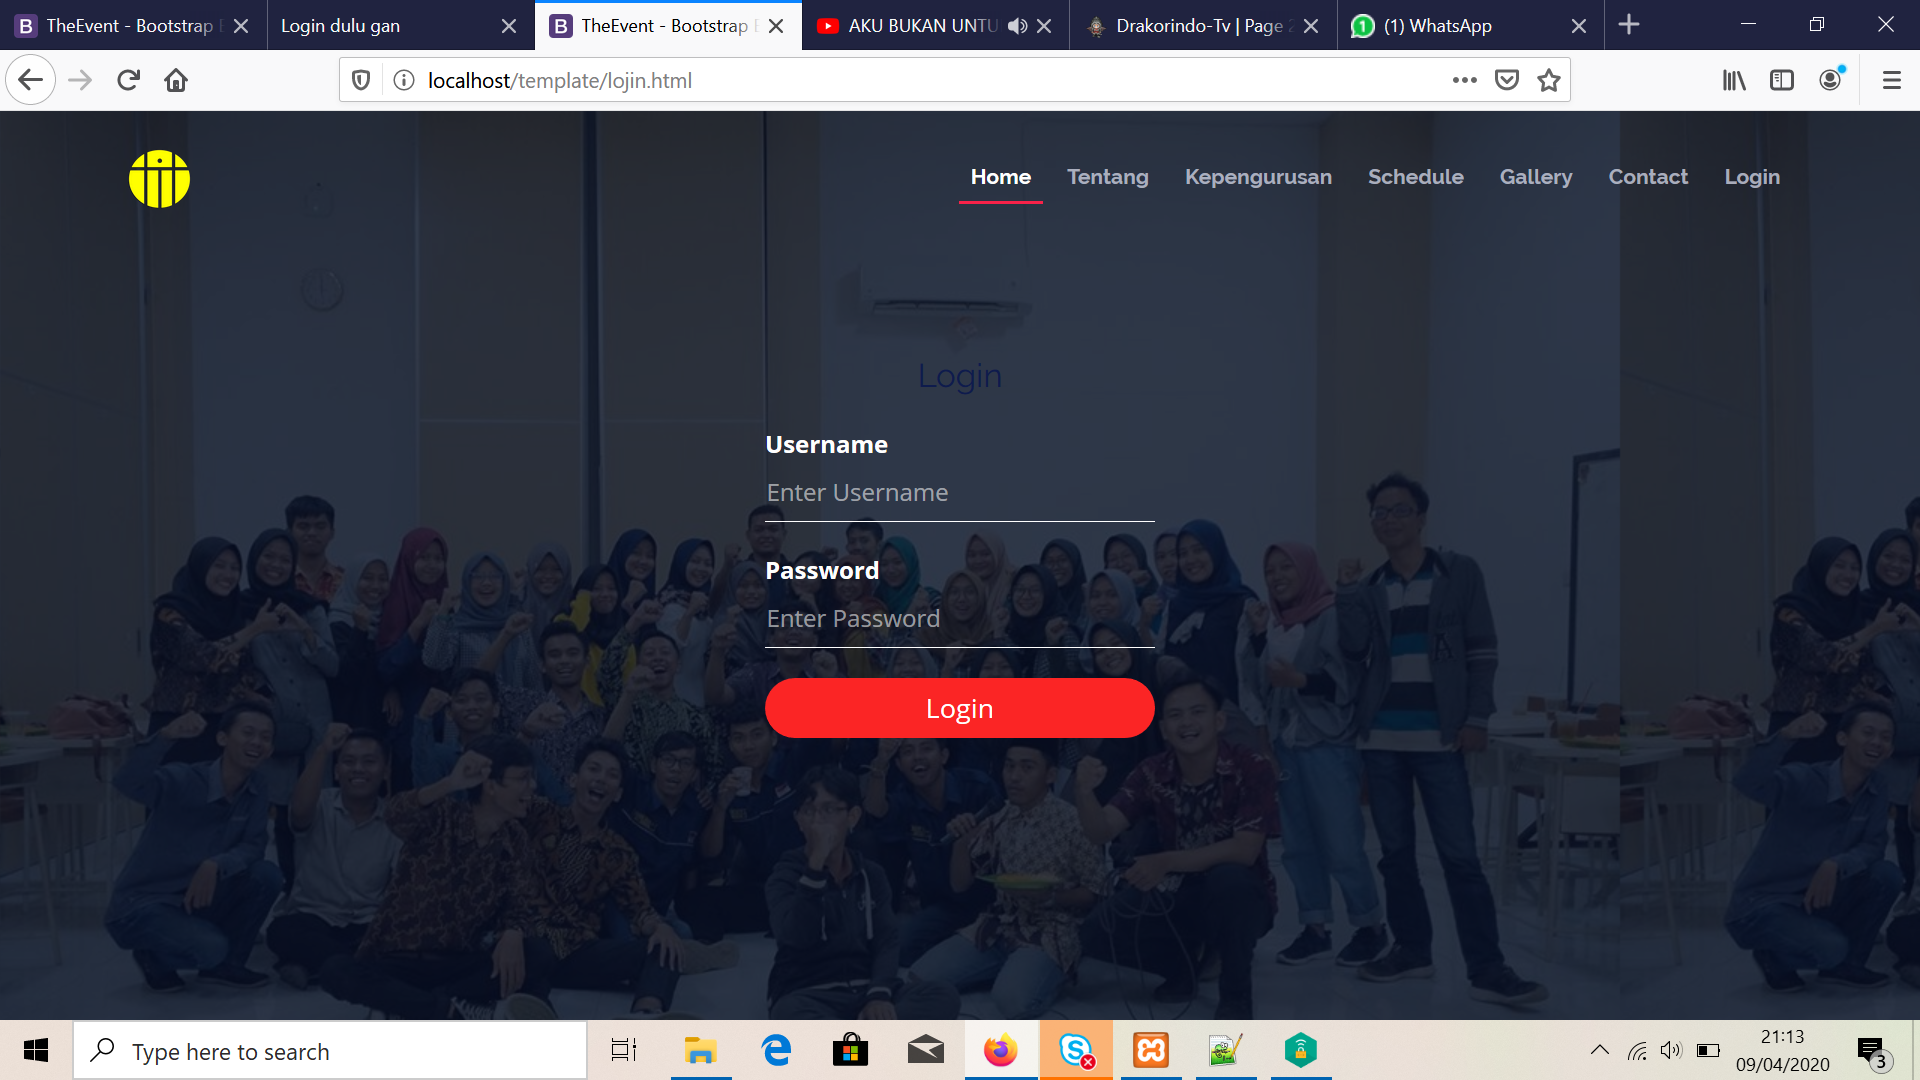 TheEvent - Bootstrap
Login dulu gan
TheEvent - Bootstrap
AKU BUKAN UNTU
Drakorindo-Tv | Page 2
(1) WhatsApp
localhost/template/lojin.html
Home Tentang Kepengurusan Schedule Gallery Contact Login
Login
Username
Enter Username
Password
Enter Password
Login
Type here to search
21:13
09/04/2020
3